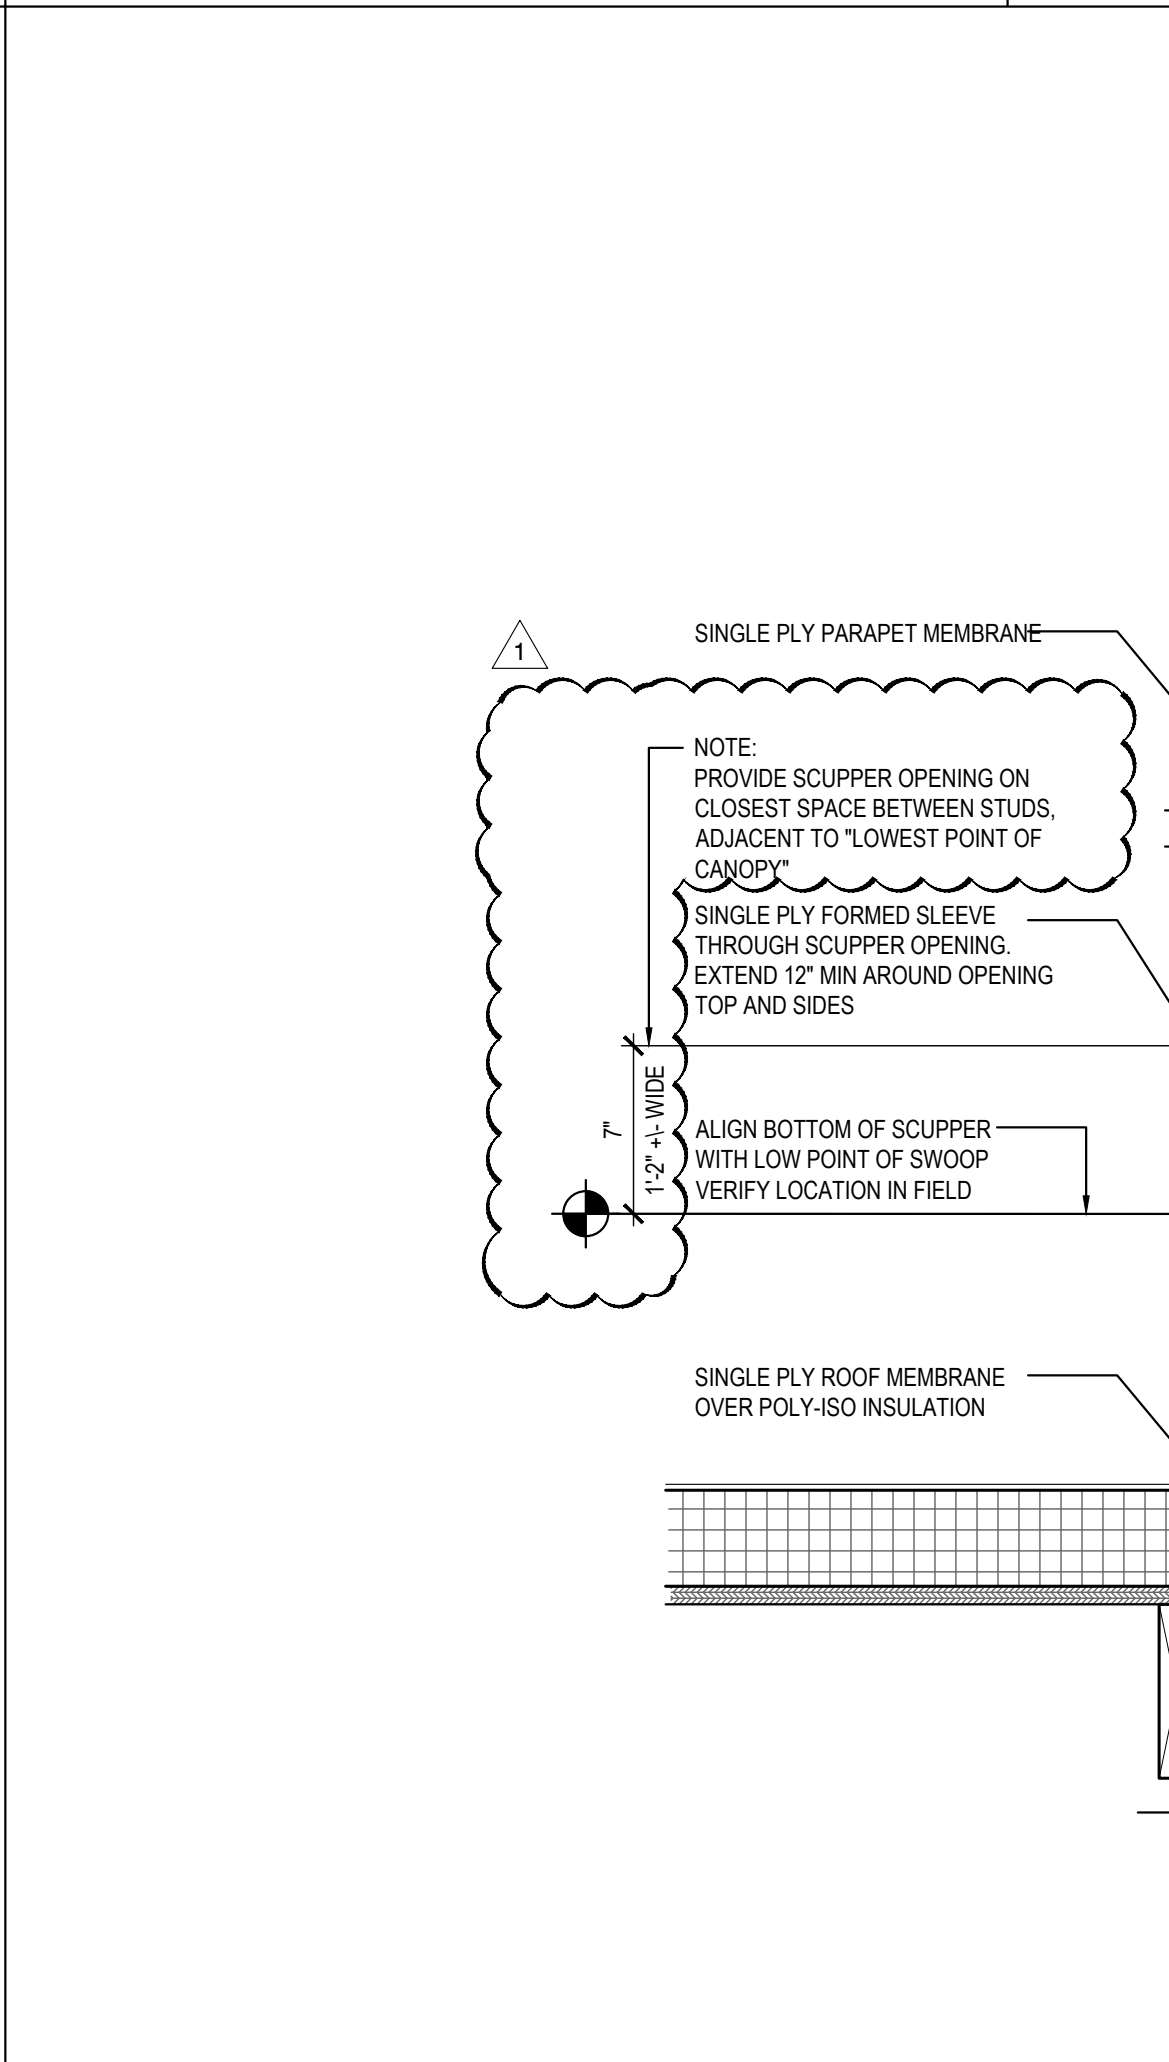 SINGLE PLY PARAPET MEMBRANE
1
NOTE:
PROVIDE SCUPPER OPENING ON
CLOSEST SPACE BETWEEN STUDS,
ADJACENT TO "LOWEST POINT OF
CANOPY"
SINGLE PLY FORMED SLEEVE
THROUGH SCUPPER OPENING.
EXTEND 12" MIN AROUND OPENING
TOP AND SIDES
7"
1'-2" +\- WIDE
ALIGN BOTTOM OF SCUPPER
WITH LOW POINT OF SWOOP
VERIFY LOCATION IN FIELD
SINGLE PLY ROOF MEMBRANE
OVER POLY-ISO INSULATION